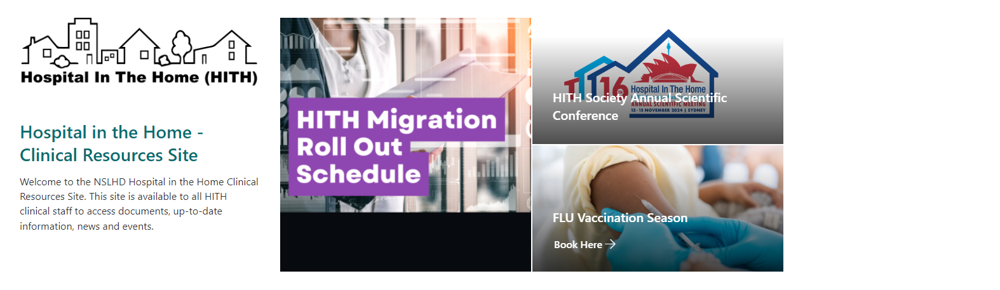 Hospital In The Home (HITH)
Hospital in the Home -
Clinical Resources Site
Welcome to the NSLHD Hospital in the Home Clinical
Resources Site. This site is available to all HITH
clinical staff to access documents, up-to-date
information, news and events.
HITH Migration
Roll Out
Schedule
16TH
Hospital In The Home
ANNUAL SCIENTIFIC MEETING
13 - 15 NOVEMBER 2024 | SYDNEY
HITH Society Annual Scientific
Conference
FLU Vaccination Season
Book Here